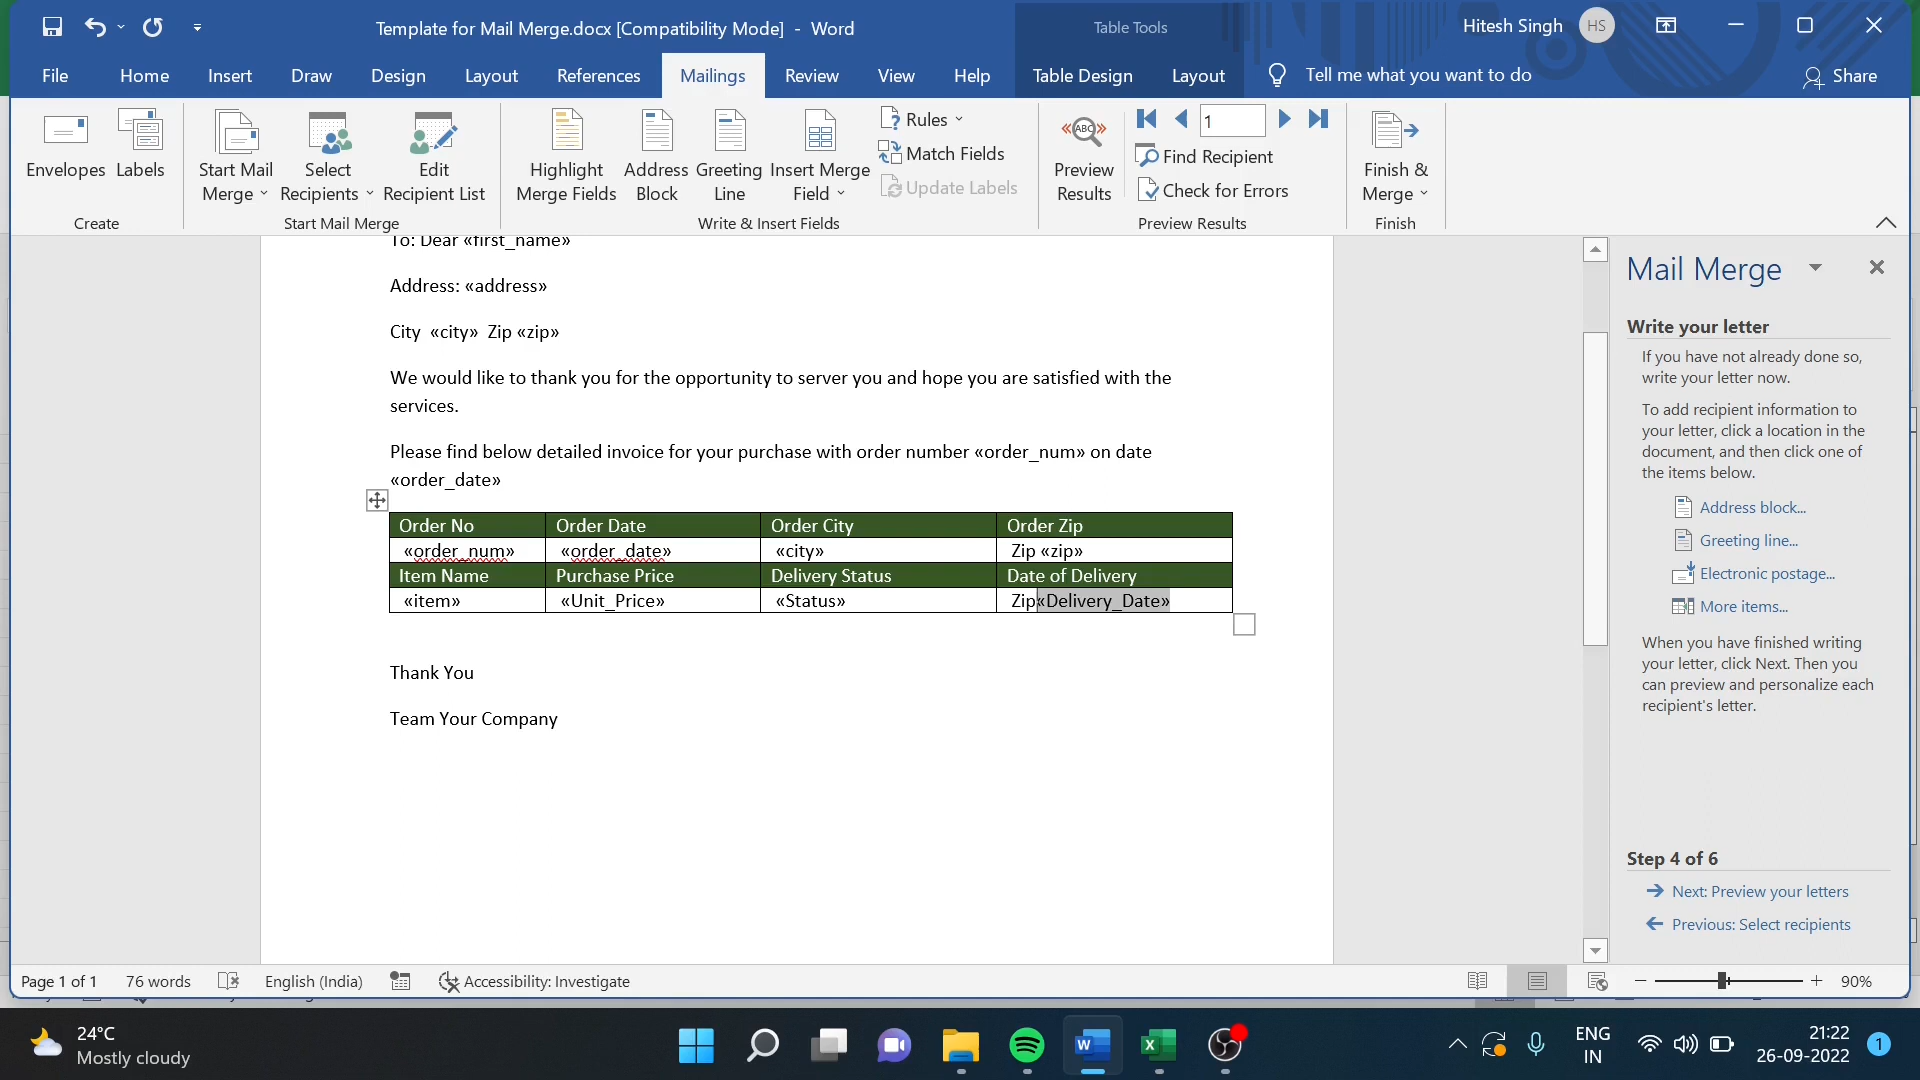 Template for Mail Merge.docx [Compatibility Mode] - Word
Table Tools
Hitesh Singh
HS
File
Home
Insert
Draw
Design
Layout
References
Mailings
Review
View
Help
Table Design
Layout
Tell me what you want to do
Share
Envelopes
Labels
Create
Start Mail
Merge
Select
Recipients
Edit
Recipient List
Start Mail Merge
Highlight
Merge Fields
Address
Block
Greeting
Line
Insert Merge
Field
Rules
Match Fields
Update Labels
Write & Insert Fields
ABC
Preview
Results
1
Find Recipient
Check for Errors
Preview Results
Finish &
Merge
Finish
To: Dear «first_name»
Address: «address»
City «city» Zip «zip»
We would like to thank you for the opportunity to server you and hope you are satisfied with the
services.
Please find below detailed invoice for your purchase with order number «order_num» on date
«order_date»
Order No Order Date Order City Order Zip
«order_num» «order_date» «city» Zip «zip»
Item Name Purchase Price Delivery Status Date of Delivery
«item» «Unit_Price» «Status» Zip«Delivery_Date»
Thank You
Team Your Company
Mail Merge
Write your letter
If you have not already done so,
write your letter now.
To add recipient information to
your letter, click a location in the
document, and then click one of
the items below.
Address block...
Greeting line...
Electronic postage...
More items...
When you have finished writing
your letter, click Next. Then you
can preview and personalize each
recipient's letter.
Step 4 of 6
Next: Preview your letters
Previous: Select recipients
Page 1 of 1
76 words
English (India)
Accessibility: Investigate
90%
24°C
Mostly cloudy
W
X
ENG
IN
21:22
26-09-2022
1